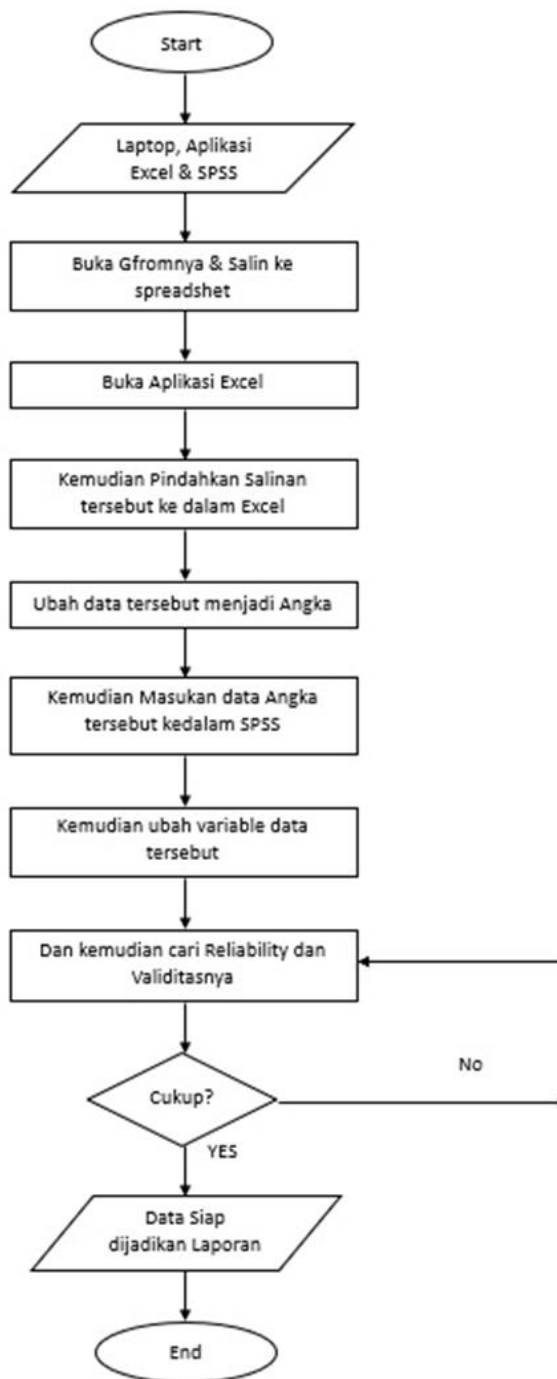 Start
Laptop, Aplikasi
Excel & SPSS
Buka Gfromnya & Salin ke
spreadshet
Buka Aplikasi Excel
Kemudian Pindahkan Salinan
tersebut ke dalam Excel
Ubah data tersebut menjadi Angka
Kemudian Masukan data Angka
tersebut kedalam SPSS
Kemudian ubah variable data
tersebut
Dan kemudian cari Reliability dan
Validitasnya
No
Cukup?
YES
Data Siap
dijadikan Laporan
End